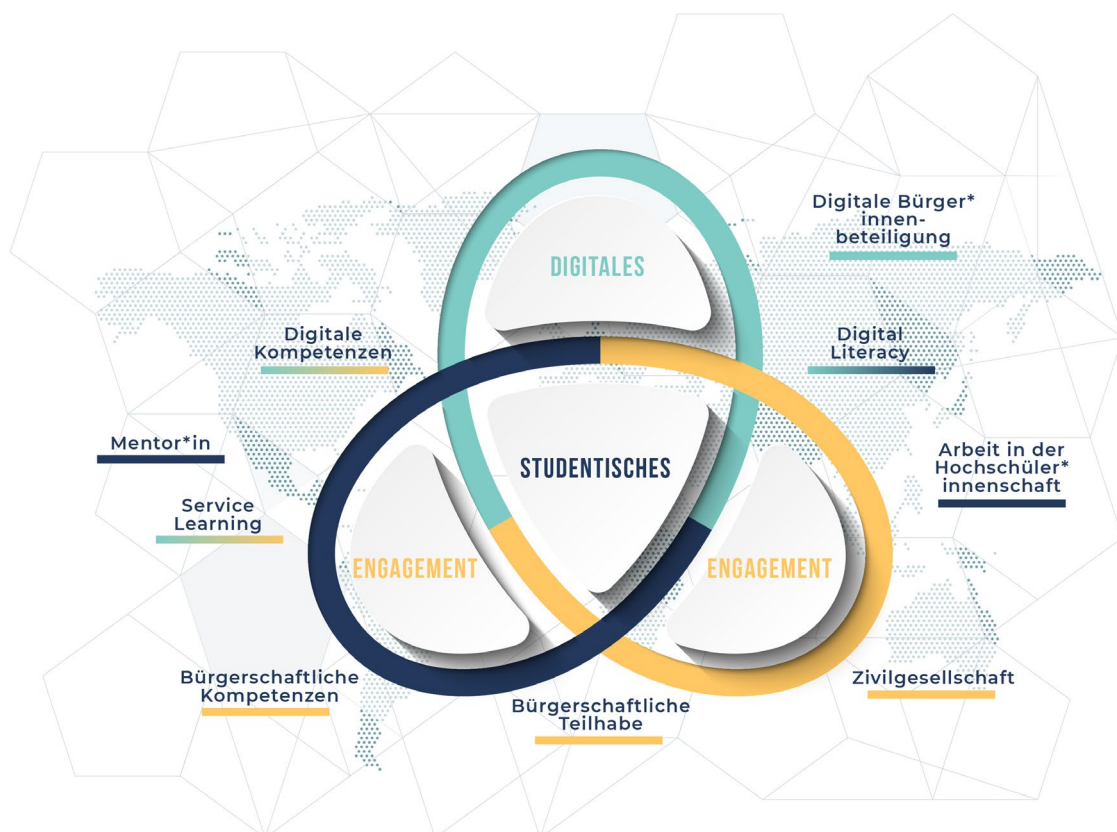 Digitale Bürger*
innen-
beteiligung
DIGITALES
Digitale
Kompetenzen
Digital
Literacy
Mentor*in
STUDENTISCHES
Arbeit in der
Hochschüler*
innenschaft
Service
Learning
ENGAGEMENT
ENGAGEMENT
Bürgerschaftliche
Kompetenzen
Zivilgesellschaft
Bürgerschaftliche
Teilhabe